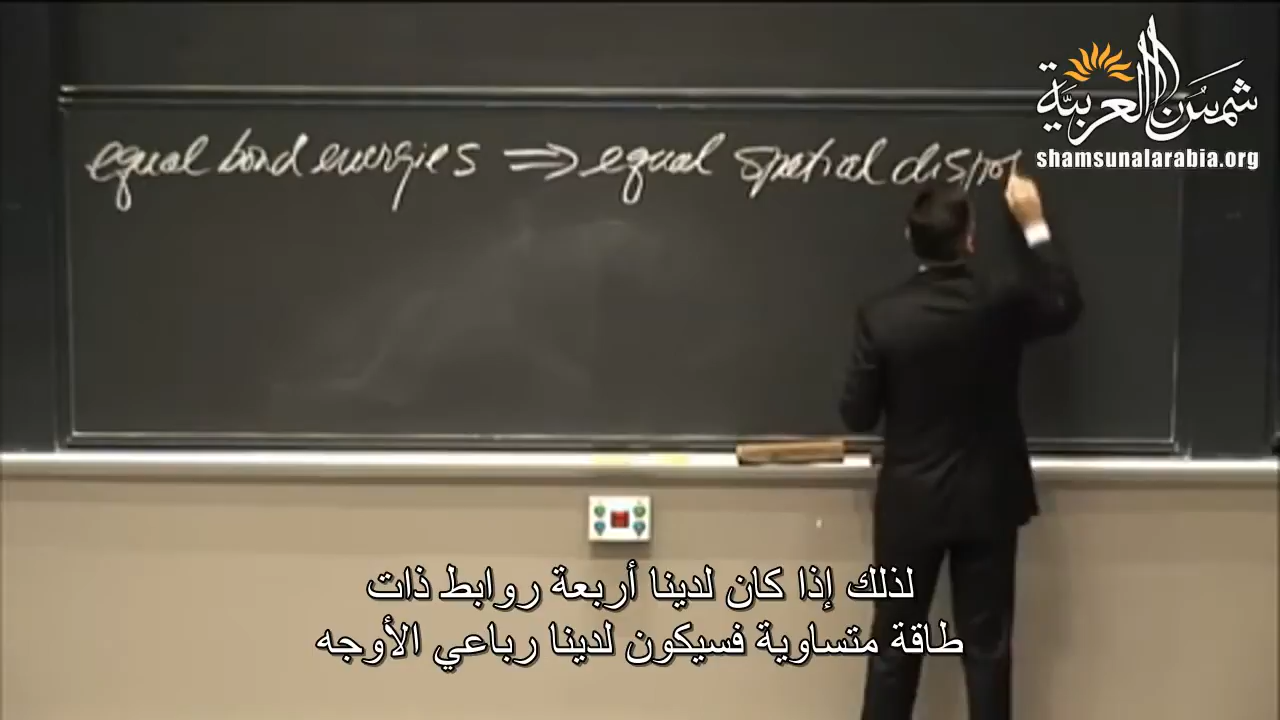 شمس العربية
shamsunalarabia.org
equal bond energies ⇒ equal spatial dispo
لذلك إذا كان لدينا أربعة روابط ذات
طاقة متساوية فسيكون لدينا رباعي الأوجه